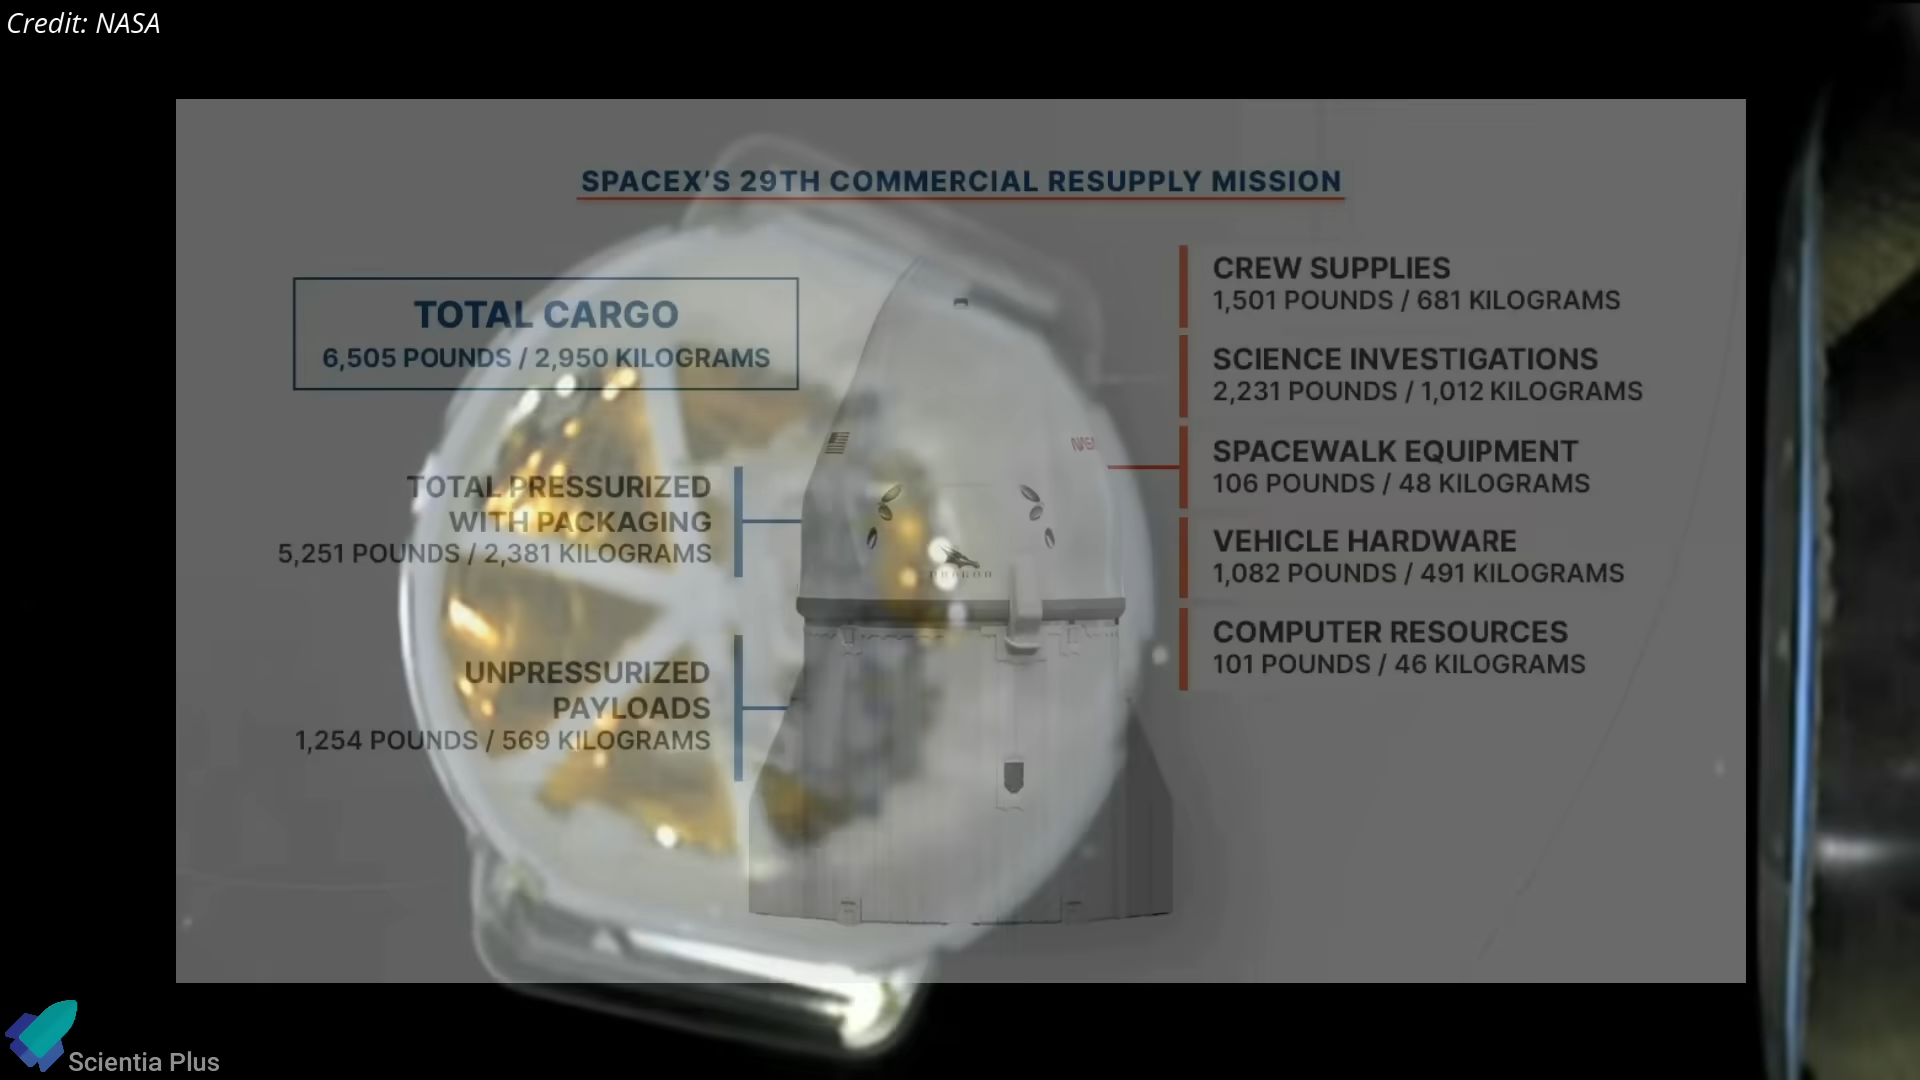 Credit: NASA
SPACEX'S 29TH COMMERCIAL RESUPPLY MISSION
TOTAL CARGO
6,505 POUNDS / 2,950 KILOGRAMS
TOTAL PRESSURIZED
WITH PACKAGING
5,251 POUNDS / 2,381 KILOGRAMS
UNPRESSURIZED
PAYLOADS
1,254 POUNDS / 569 KILOGRAMS
NASA
DRAGON
CREW SUPPLIES
1,501 POUNDS / 681 KILOGRAMS
SCIENCE INVESTIGATIONS
2,231 POUNDS / 1,012 KILOGRAMS
SPACEWALK EQUIPMENT
106 POUNDS / 48 KILOGRAMS
VEHICLE HARDWARE
1,082 POUNDS / 491 KILOGRAMS
COMPUTER RESOURCES
101 POUNDS / 46 KILOGRAMS
Scientia Plus